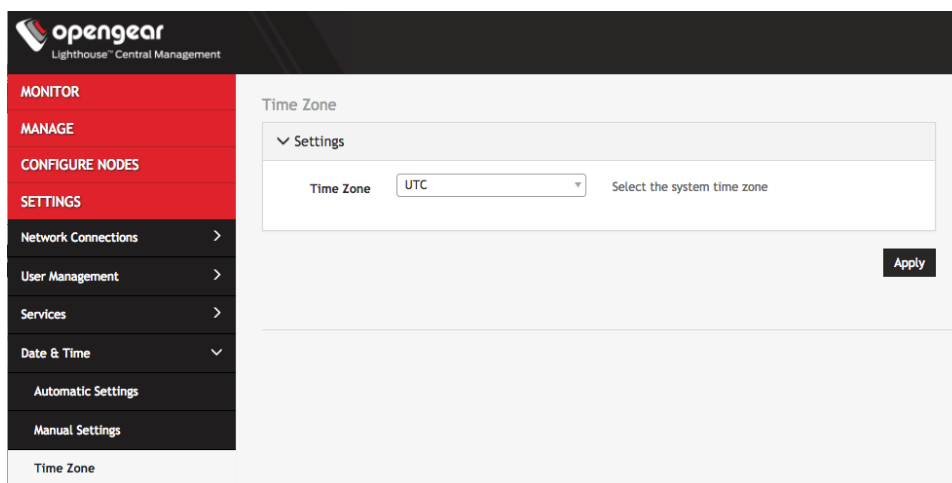 opengear
Lighthouse™ Central Management
MONITOR
MANAGE
CONFIGURE NODES
SETTINGS
Network Connections
User Management
Services
Date & Time
Automatic Settings
Manual Settings
Time Zone
Time Zone
Settings
Time Zone UTC Select the system time zone
Apply